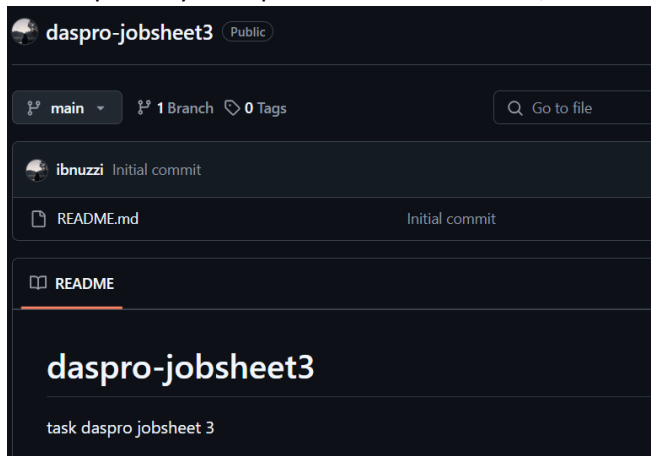 daspro-jobsheet3 Public
main 1 Branch 0 Tags Go to file
ibnuzzi Initial commit
README.md Initial commit
README
daspro-jobsheet3
task daspro jobsheet 3